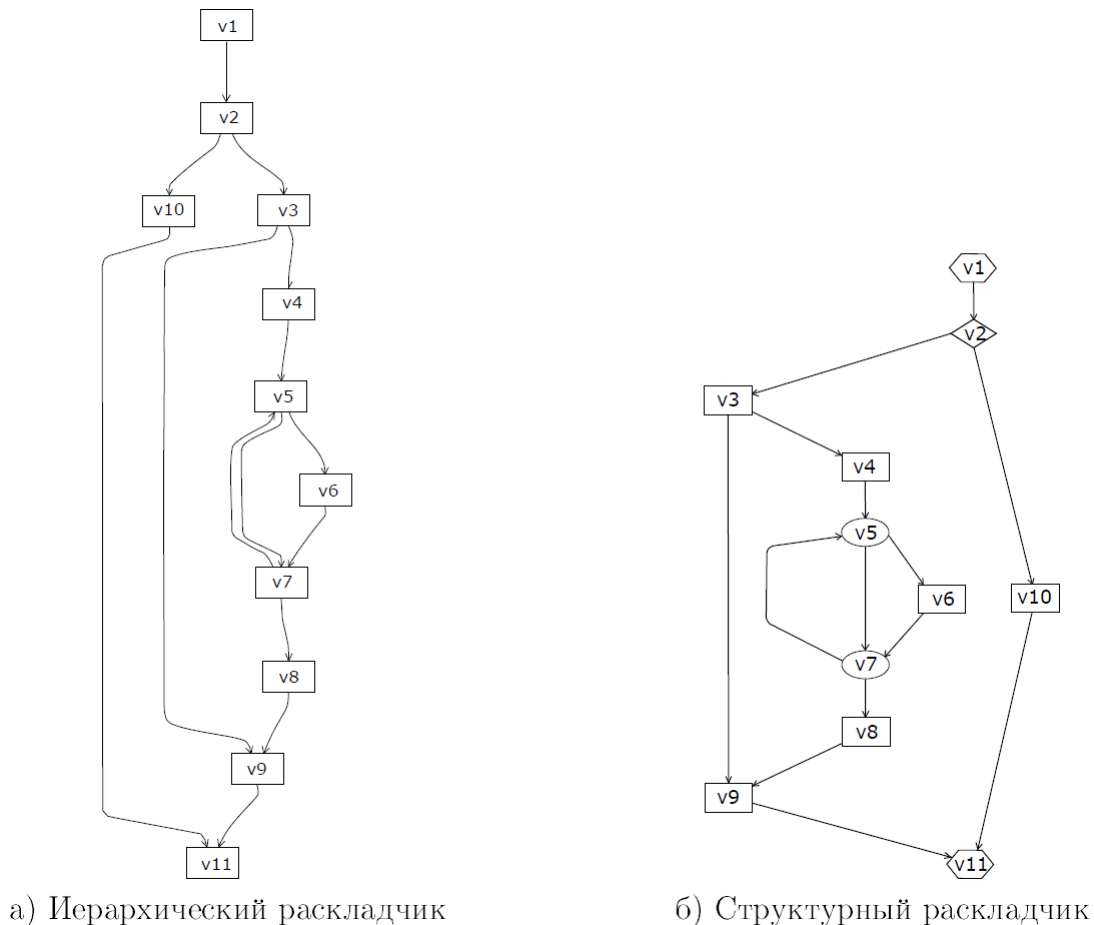 v1
v2
v10
v3
v4
v5
v6
v7
v8
v9
v11
а) Иерархический раскладчик
v1
v2
v3
v4
v5
v6
v10
v7
v8
v9
v11
б) Структурный раскладчик